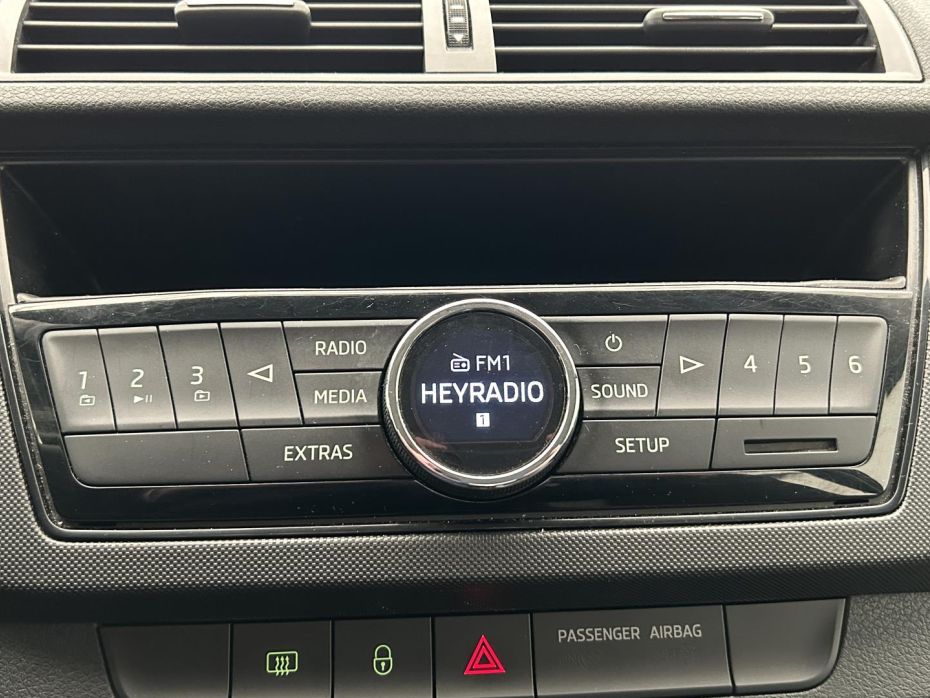 FM1
HEYRADIO
1
1 2 3
RADIO
MEDIA
EXTRAS
SOUND
SETUP
4 5 6
PASSENGER AIRBAG